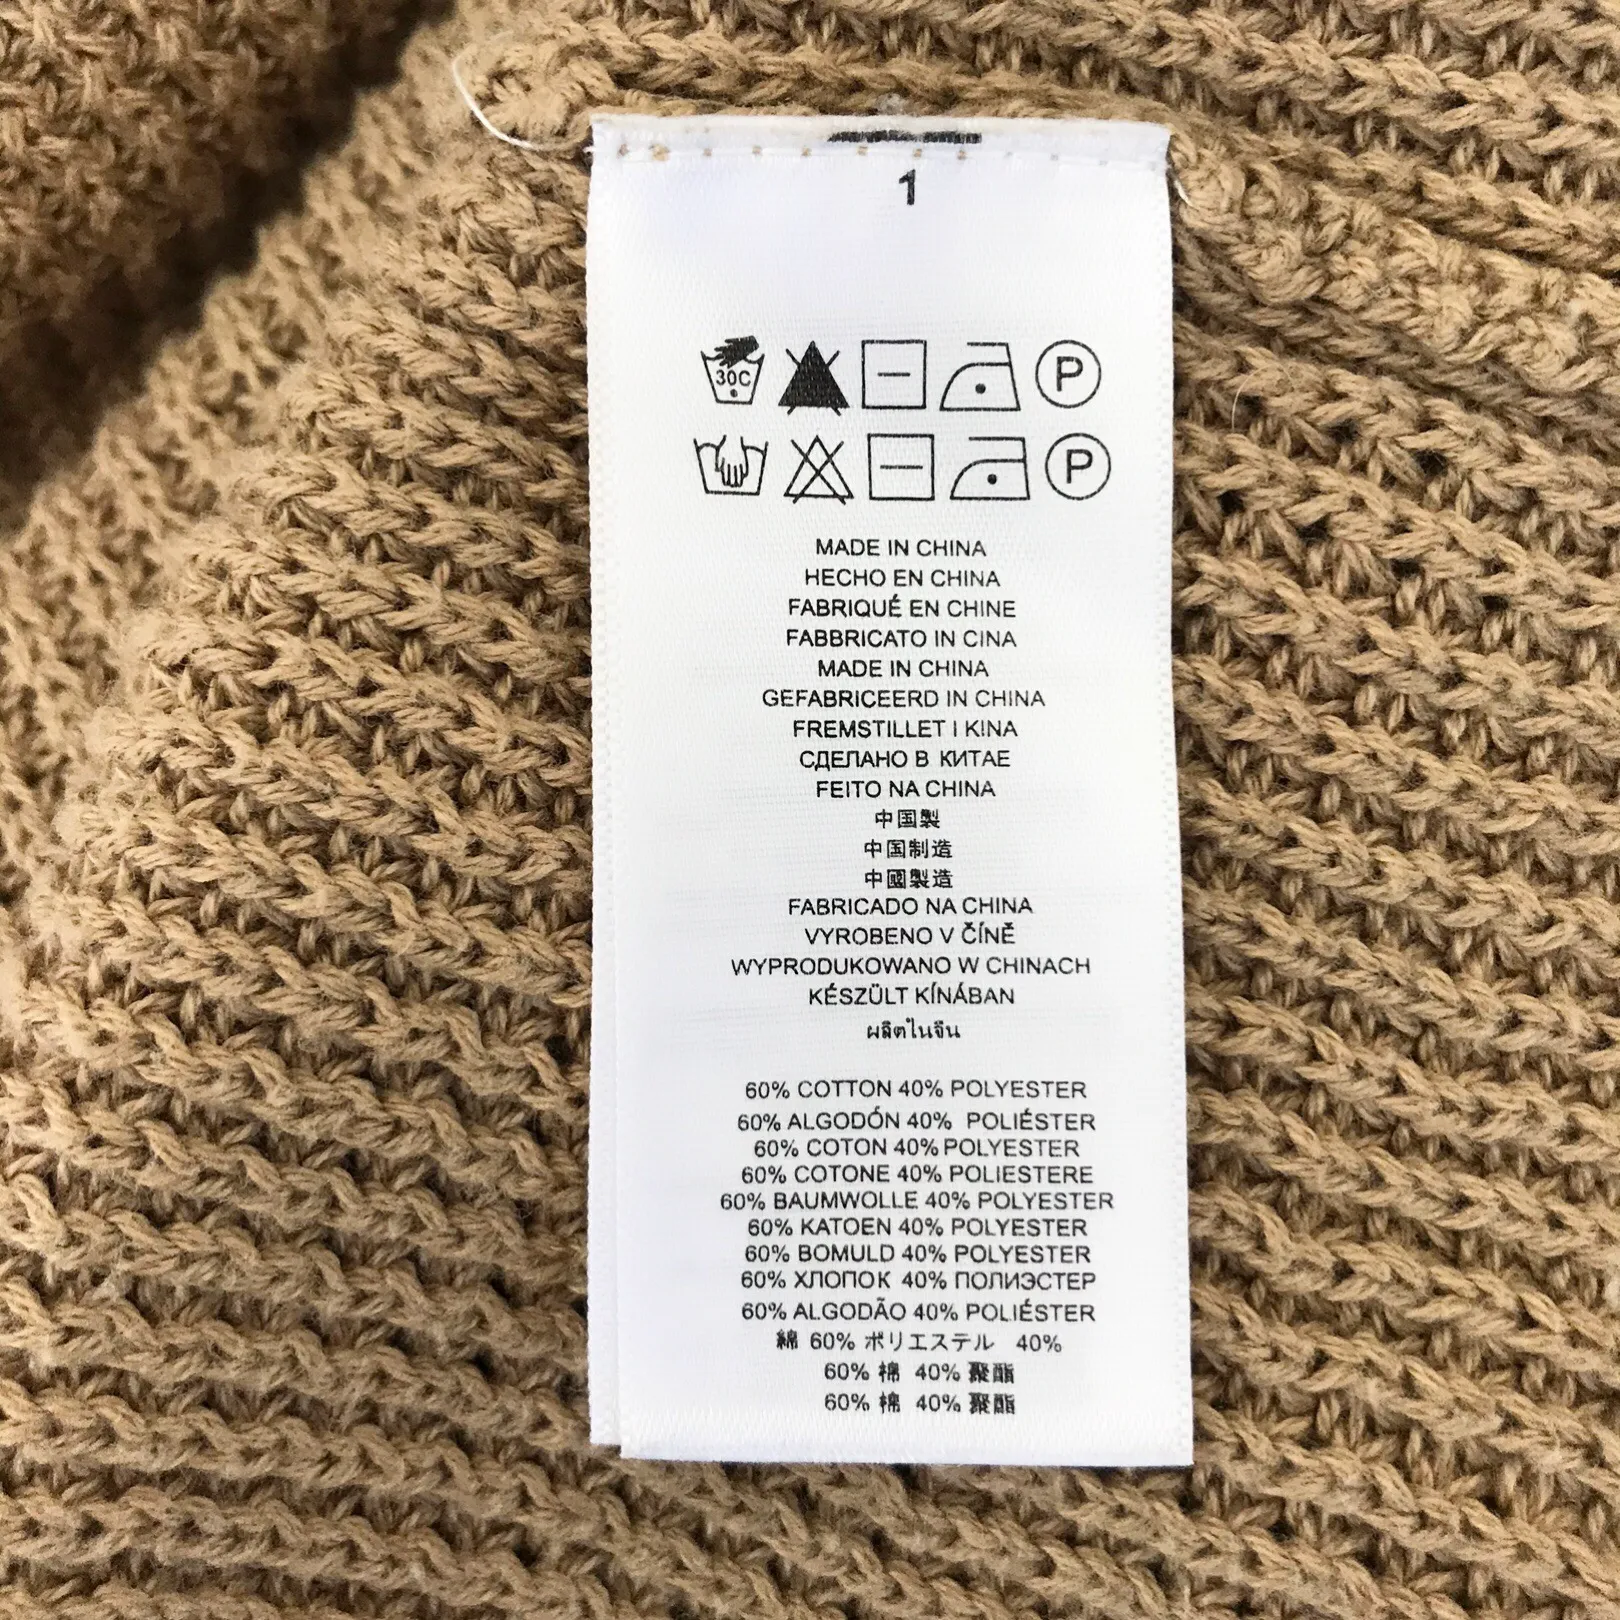 1
30C P
P
MADE IN CHINA
HECHO EN CHINA
FABRIQUÉ EN CHINE
FABBRICATO IN CINA
MADE IN CHINA
GEFABRICEERD IN CHINA
FREMSTILLET I KINA
СДЕЛАНО В КИТАЕ
FEITO NA CHINA
中国製
中国制造
中國製造
FABRICADO NA CHINA
VYROBENO V ČÍNĚ
WYPRODUKOWANO W CHINACH
KÉSZÜLT KÍNÁBAN
ผลิตในจีน
60% COTTON 40% POLYESTER
60% ALGODÓN 40% POLIÉSTER
60% COTON 40% POLYESTER
60% COTONE 40% POLIESTERE
60% BAUMWOLLE 40% POLYESTER
60% KATOEN 40% POLYESTER
60% BOMULD 40% POLYESTER
60% ХЛОПОК 40% ПОЛИЭСТЕР
60% ALGODÃO 40% POLIÉSTER
綿 60% ポリエステル 40%
60% 棉 40% 聚酯
60% 棉 40% 聚酯